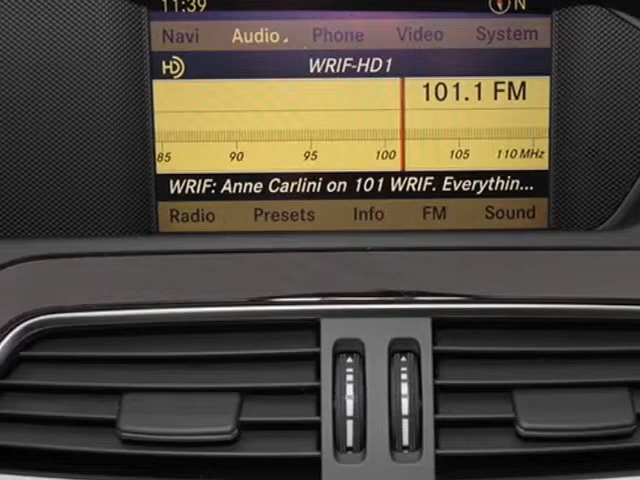 11:39 N
Navi Audio Phone Video System
HD WRIF-HD1
101.1 FM
85 90 95 100 105 110 MHz
WRIF: Anne Carlini on 101 WRIF. Everythin...
Radio Presets Info FM Sound